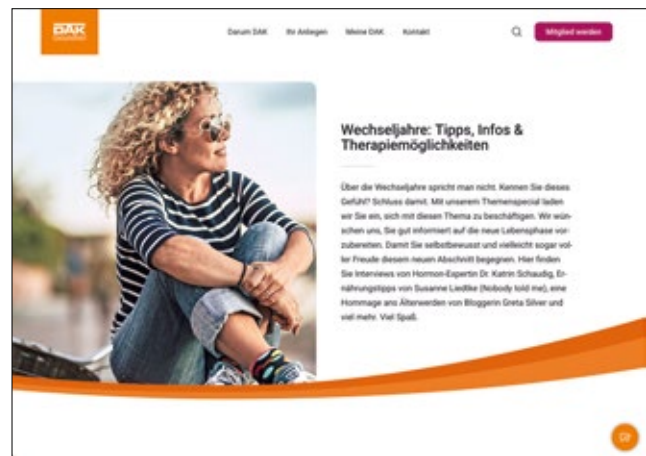 DAK
Darum DAK Ihr Anliegen Meine DAK Kontakt
Mitglied werden
Wechseljahre: Tipps, Infos &
Therapiemöglichkeiten
Über die Wechseljahre spricht man nicht. Kennen Sie dieses
Gefühl? Schluss damit. Mit unserem Themenspecial laden
wir Sie ein, sich mit diesen Thema zu beschäftigen. Wir wün-
schen uns, Sie gut informiert auf die neue Lebensphase vor-
zubereiten. Damit Sie selbstbewusst und vielleicht sogar vol-
ler Freude diesem neuen Abschnitt begegnen. Hier finden
Sie Interviews von Hormon-Expertin Dr. Katrin Schaudig, Er-
nährungstipps von Susanne Liedtke (Nobody told me), eine
Hommage ans Älterwerden von Bloggerin Greta Silver und
viel mehr. Viel Spaß.